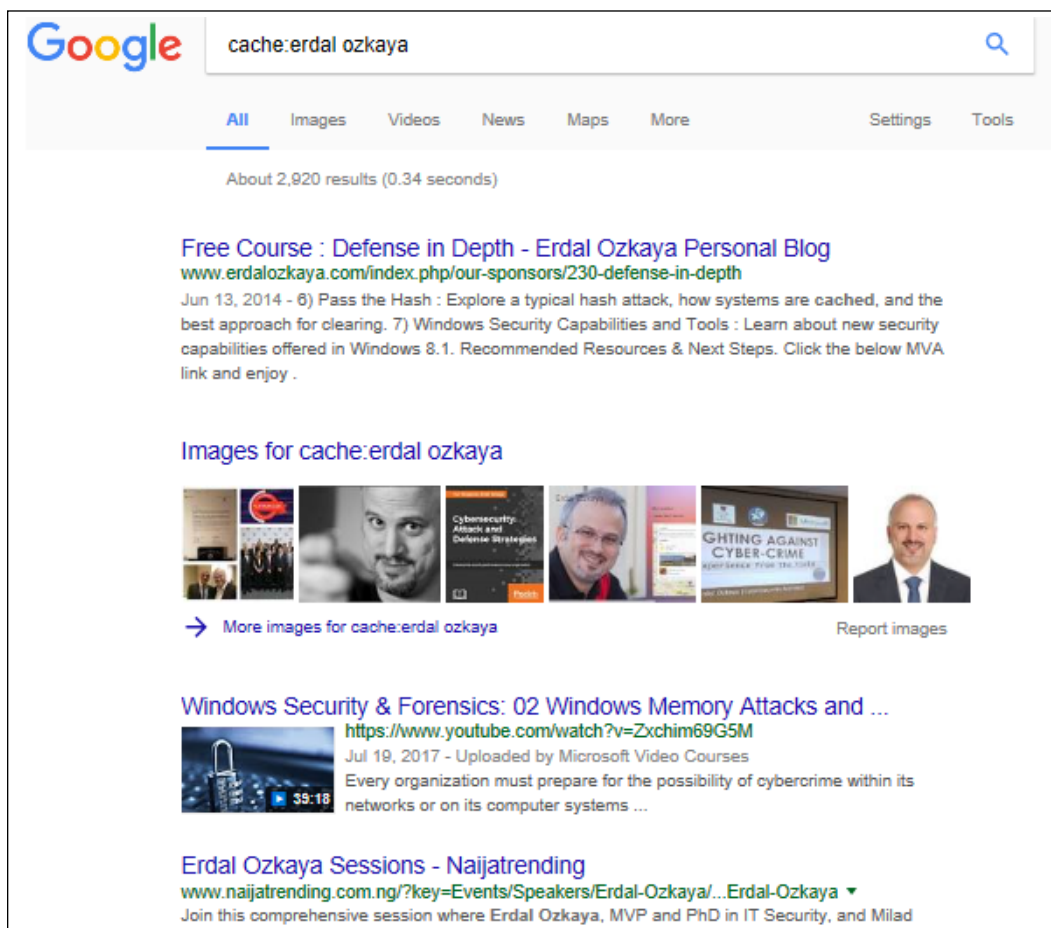 Google
cache:erdal ozkaya
All Images Videos News Maps More Settings Tools
About 2,920 results (0.34 seconds)
Free Course : Defense in Depth - Erdal Ozkaya Personal Blog
www.erdalozkaya.com/index.php/our-sponsors/230-defense-in-depth
Jun 13, 2014 - 6) Pass the Hash : Explore a typical hash attack, how systems are cached, and the
best approach for clearing. 7) Windows Security Capabilities and Tools : Learn about new security
capabilities offered in Windows 8.1. Recommended Resources & Next Steps. Click the below MVA
link and enjoy .
Images for cache:erdal ozkaya
Cybersecurity:
Attack and
Defense Strategies
Packt
Erdal Ozkaya
Microsoft
GHTING AGAINST
CYBER-CRIME
More images for cache:erdal ozkaya
Report images
Windows Security & Forensics: 02 Windows Memory Attacks and ...
https://www.youtube.com/watch?v=Zxchim69G5M
Jul 19, 2017 - Uploaded by Microsoft Video Courses
Every organization must prepare for the possibility of cybercrime within its
39:18 networks or on its computer systems ...
Erdal Ozkaya Sessions - Naijatrending
www.naijatrending.com.ng/?key=Events/Speakers/Erdal-Ozkaya/...Erdal-Ozkaya
Join this comprehensive session where Erdal Ozkaya, MVP and PhD in IT Security, and Milad